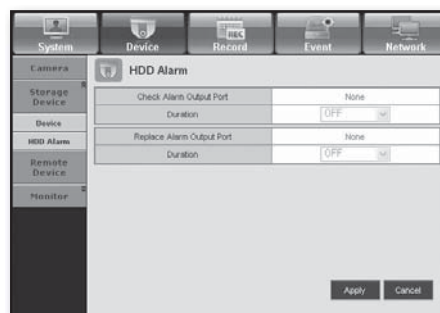 System Device Record Event Network
REC
Camera
Storage
Device
Device
HDD Alarm
Remote
Device
Monitor
HDD Alarm
Check Alarm Output Port None
Duration OFF
Replace Alarm Output Port None
Duration OFF
Apply Cancel